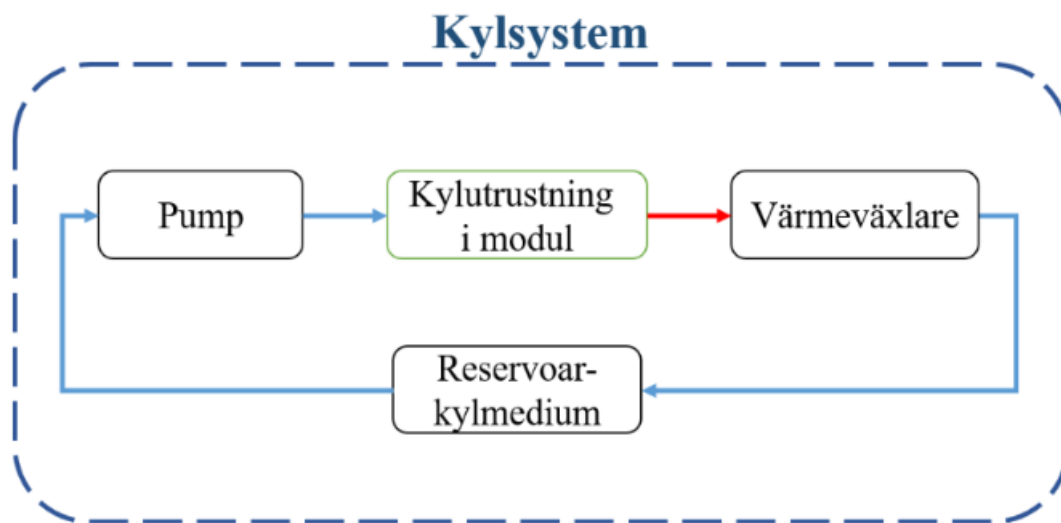 Kylsystem
Pump
Kylutrustning
i modul
Värmeväxlare
Reservoar-
kylmedium